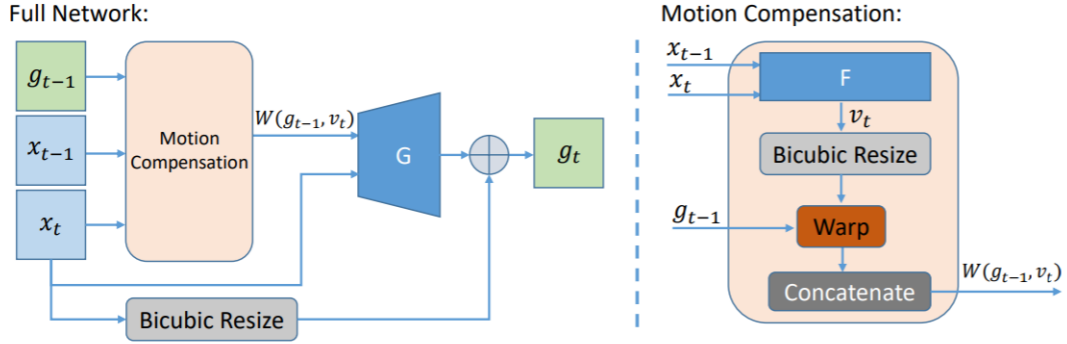 Full Network:
g_{t-1}
x_{t-1}
x_t
Motion
Compensation
W(g_{t-1}, v_t)
G
g_t
Bicubic Resize
Motion Compensation:
x_{t-1}
x_t
F
v_t
Bicubic Resize
g_{t-1}
Warp
Concatenate
W(g_{t-1}, v_t)